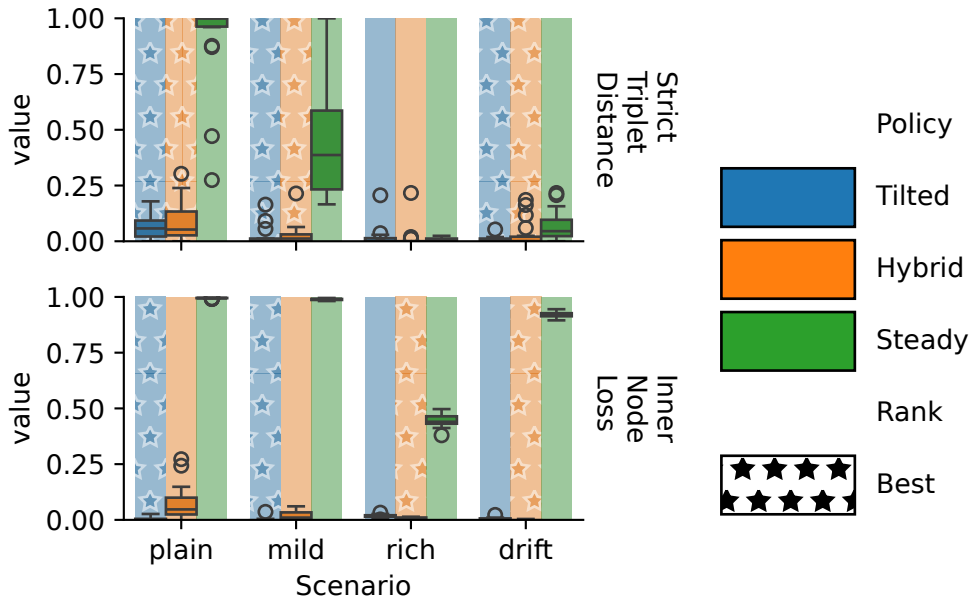 1.00
0.75
0.50
0.25
0.00
value
Strict
Triplet
Distance
1.00
0.75
0.50
0.25
0.00
value
Inner
Node
Loss
plain
mild
rich
drift
Scenario
Policy
Tilted
Hybrid
Steady
Rank
Best